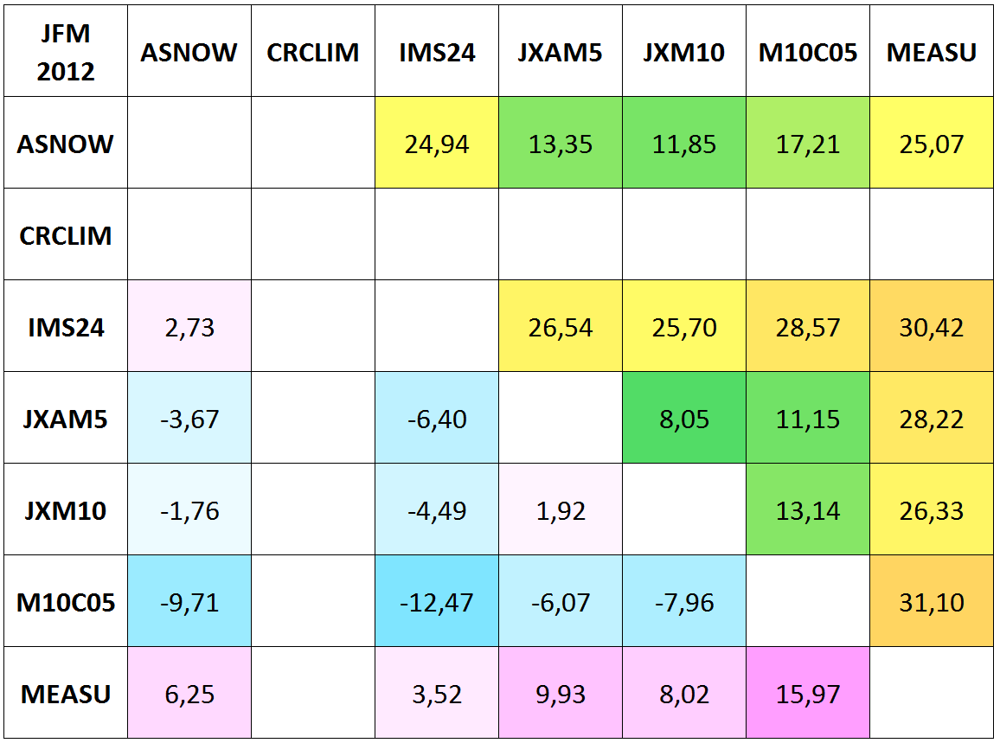 JFM 2012 ASNOW CRCLIM IMS24 JXAM5 JXM10 M10C05 MEASU
ASNOW 24,94 13,35 11,85 17,21 25,07
CRCLIM
IMS24 2,73 26,54 25,70 28,57 30,42
JXAM5 -3,67 -6,40 8,05 11,15 28,22
JXM10 -1,76 -4,49 1,92 13,14 26,33
M10C05 -9,71 -12,47 -6,07 -7,96 31,10
MEASU 6,25 3,52 9,93 8,02 15,97